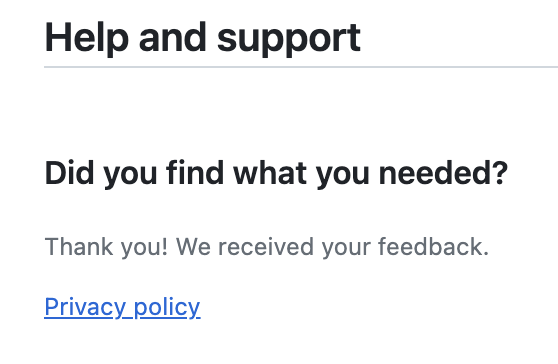 Help and support
Did you find what you needed?
Thank you! We received your feedback.
Privacy policy